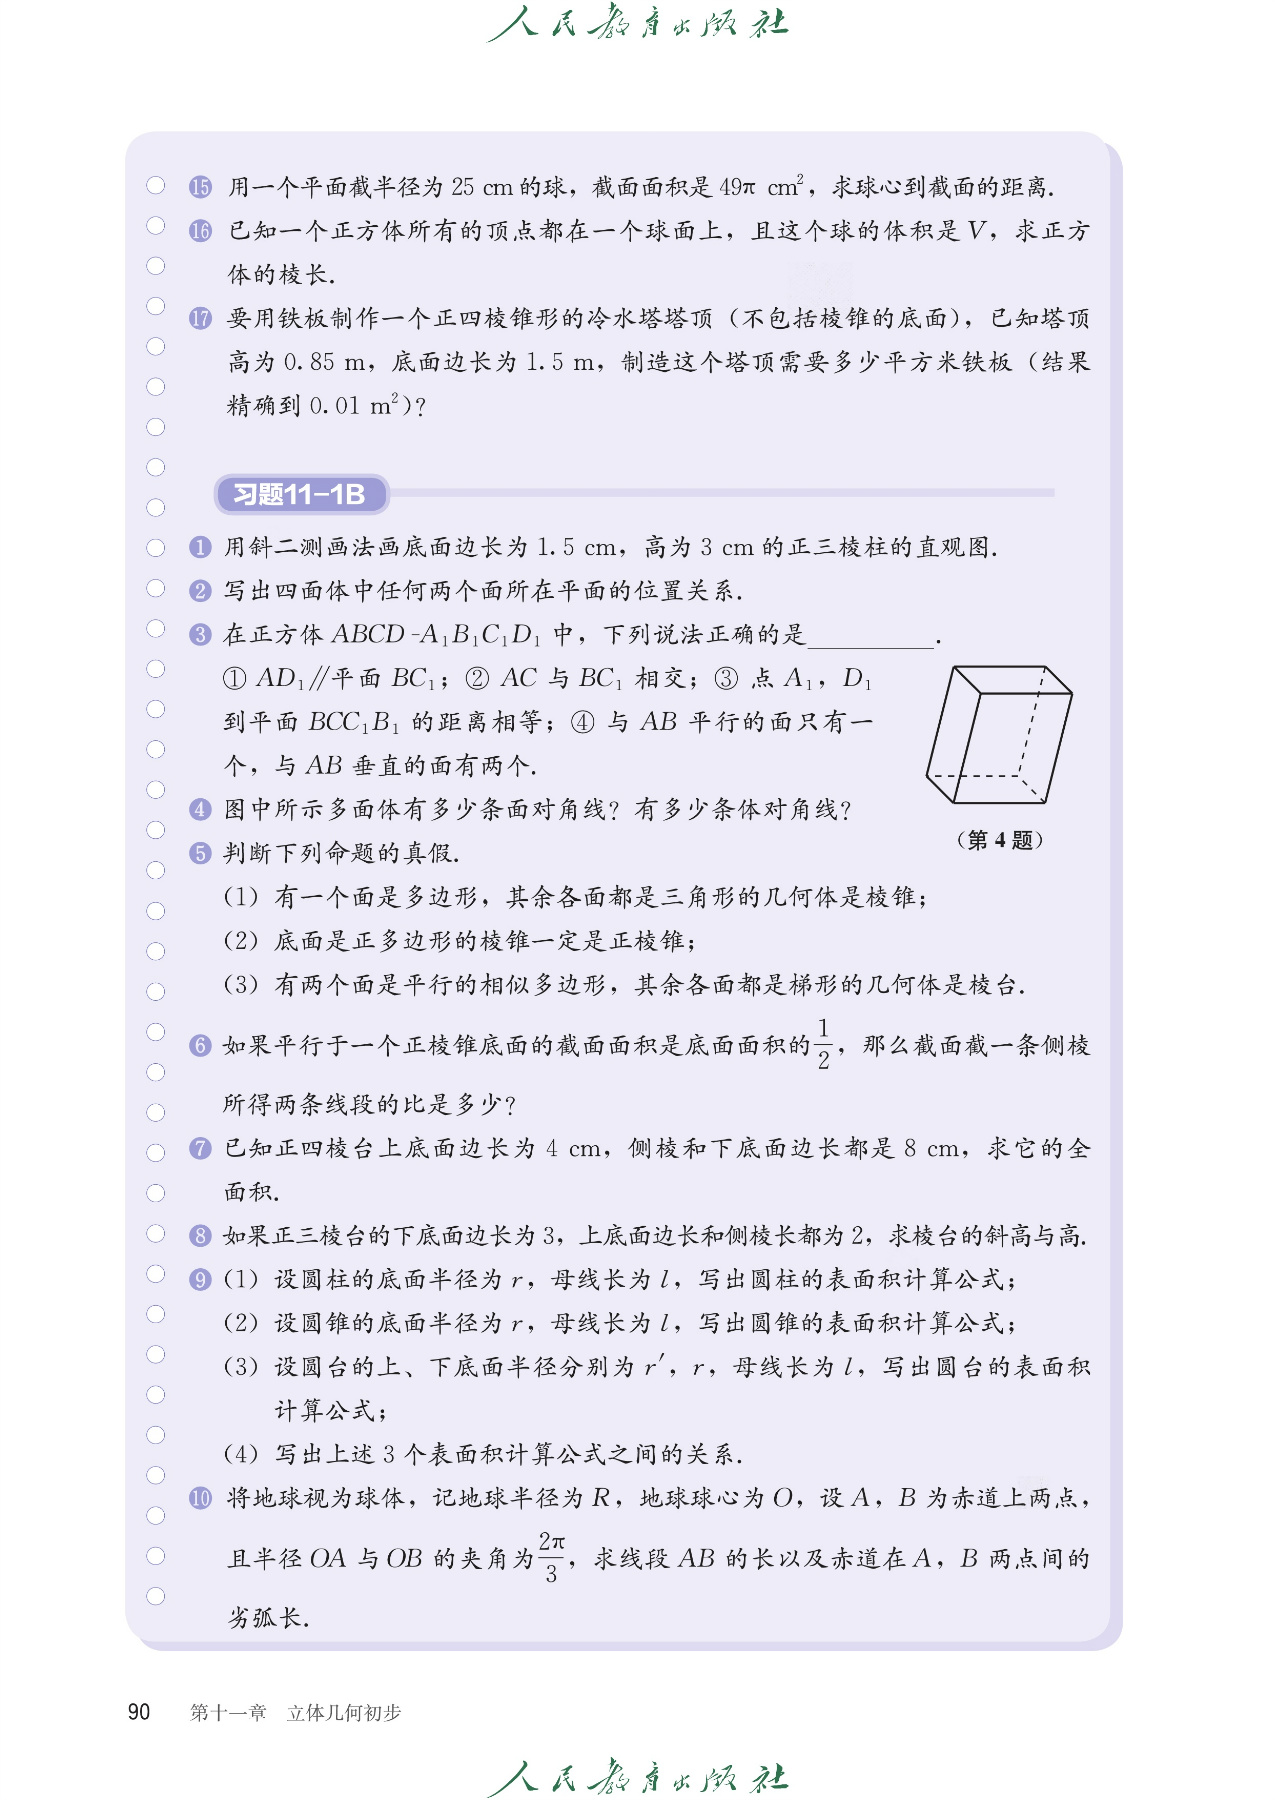 人民教育出版社
15 用一个平面截半径为 25 cm 的球，截面面积是 49π cm²，求球心到截面的距离.
16 已知一个正方体所有的顶点都在一个球面上，且这个球的体积是 V，求正方
体的棱长.
17 要用铁板制作一个正四棱锥形的冷水塔塔顶（不包括棱锥的底面），已知塔顶
高为 0.85 m，底面边长为 1.5 m，制造这个塔顶需要多少平方米铁板（结果
精确到 0.01 m²）？
习题11-1B
1 用斜二测画法画底面边长为 1.5 cm，高为 3 cm 的正三棱柱的直观图.
2 写出四面体中任何两个面所在平面的位置关系.
3 在正方体 ABCD-A₁B₁C₁D₁ 中，下列说法正确的是__________.
① AD₁∥平面 BC₁；② AC 与 BC₁ 相交；③ 点 A₁，D₁
到平面 BCC₁B₁ 的距离相等；④ 与 AB 平行的面只有一
个，与 AB 垂直的面有两个.
4 图中所示多面体有多少条面对角线？有多少条体对角线？
（第 4 题）
5 判断下列命题的真假.
（1）有一个面是多边形，其余各面都是三角形的几何体是棱锥；
（2）底面是正多边形的棱锥一定是正棱锥；
（3）有两个面是平行的相似多边形，其余各面都是梯形的几何体是棱台.
6 如果平行于一个正棱锥底面的截面面积是底面面积的 1/2，那么截面截一条侧棱
所得两条线段的比是多少？
7 已知正四棱台上底面边长为 4 cm，侧棱和下底面边长都是 8 cm，求它的全
面积.
8 如果正三棱台的下底面边长为 3，上底面边长和侧棱长都为 2，求棱台的斜高与高.
9（1）设圆柱的底面半径为 r，母线长为 l，写出圆柱的表面积计算公式；
（2）设圆锥的底面半径为 r，母线长为 l，写出圆锥的表面积计算公式；
（3）设圆台的上、下底面半径分别为 r′，r，母线长为 l，写出圆台的表面积
计算公式；
（4）写出上述 3 个表面积计算公式之间的关系.
10 将地球视为球体，记地球半径为 R，地球球心为 O，设 A，B 为赤道上两点，
且半径 OA 与 OB 的夹角为 2π/3，求线段 AB 的长以及赤道在 A，B 两点间的
劣弧长.
90 第十一章 立体几何初步
人民教育出版社